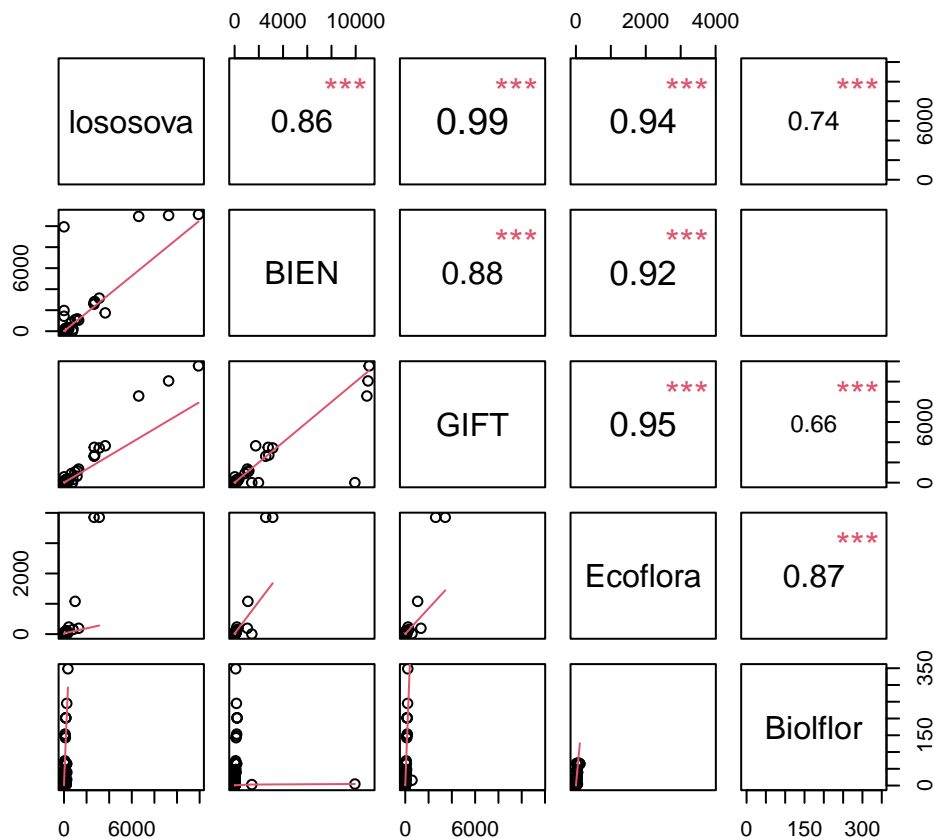 0 4000 10000 0 2000 4000
*** *** *** ***
lososova 0.86 0.99 0.94 0.74 0 6000
*** ***
0 6000 BIEN 0.88 0.92
*** ***
GIFT 0.95 0.66 0 6000
***
0 2000 Ecoflora 0.87
Biolflor 0 150 350
0 6000 0 6000 0 150 300